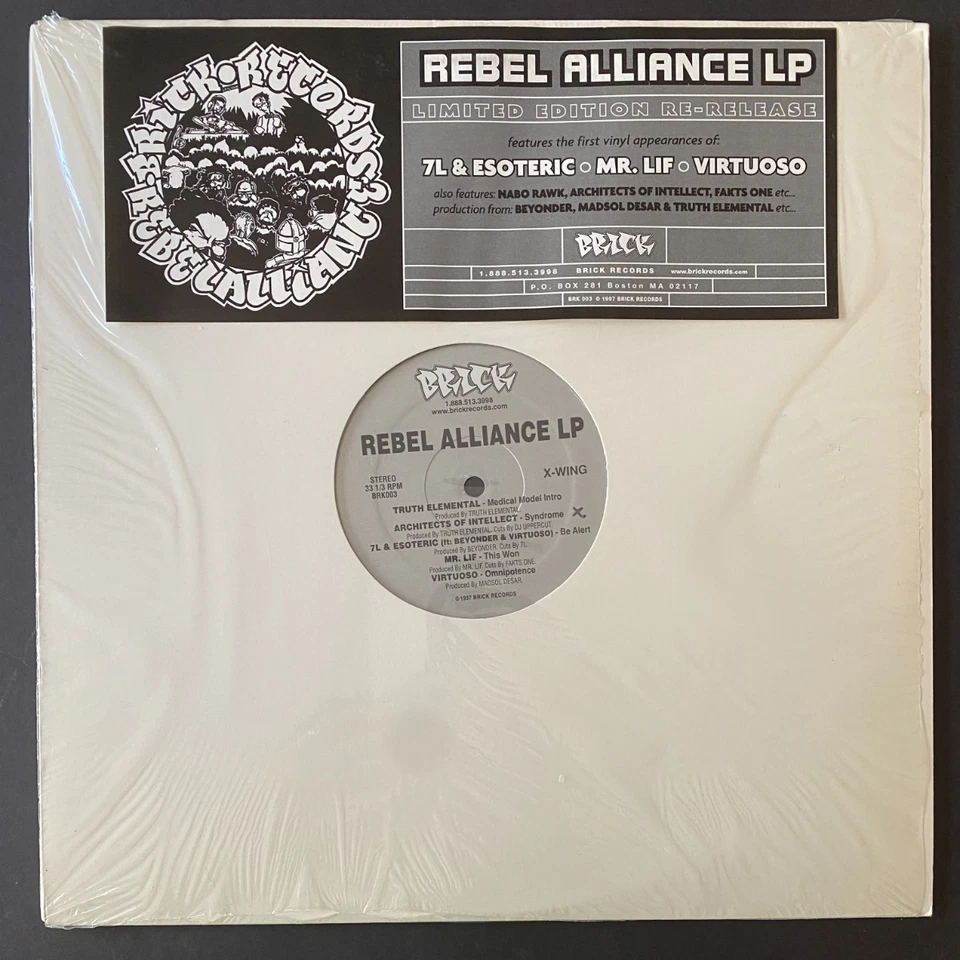 BRICK•RECORDS
REBEL ALLIANCE
REBEL ALLIANCE LP
LIMITED EDITION RE-RELEASE
features the first vinyl appearances of:
7L & ESOTERIC ○ MR. LIF ○ VIRTUOSO
also features: NABO RAWK, ARCHITECTS OF INTELLECT, FAKTS ONE etc...
production from: BEYONDER, MADSOL DESAR & TRUTH ELEMENTAL etc...
BRICK
1.888.513.3998 BRICK RECORDS www.brickrecords.com
P.O. BOX 281 Boston MA 02117
BRK 003 © 1997 BRICK RECORDS
BRICK
1.888.513.3998
www.brickrecords.com
REBEL ALLIANCE LP
X-WING
STEREO
33 1/3 RPM
BRK003
TRUTH ELEMENTAL - Medical Model Intro
Produced By TRUTH ELEMENTAL.
ARCHITECTS OF INTELLECT - Syndrome
Produced By TRUTH ELEMENTAL. Cuts By DJ UPPERCUT.
7L & ESOTERIC (ft: BEYONDER & VIRTUOSO) - Be Alert
Produced By BEYONDER. Cuts By 7L.
MR. LIF - This Won
Produced By MR. LIF. Cuts By FAKTS ONE.
VIRTUOSO - Omnipotence
Produced By MADSOL DESAR.
© 1997 BRICK RECORDS